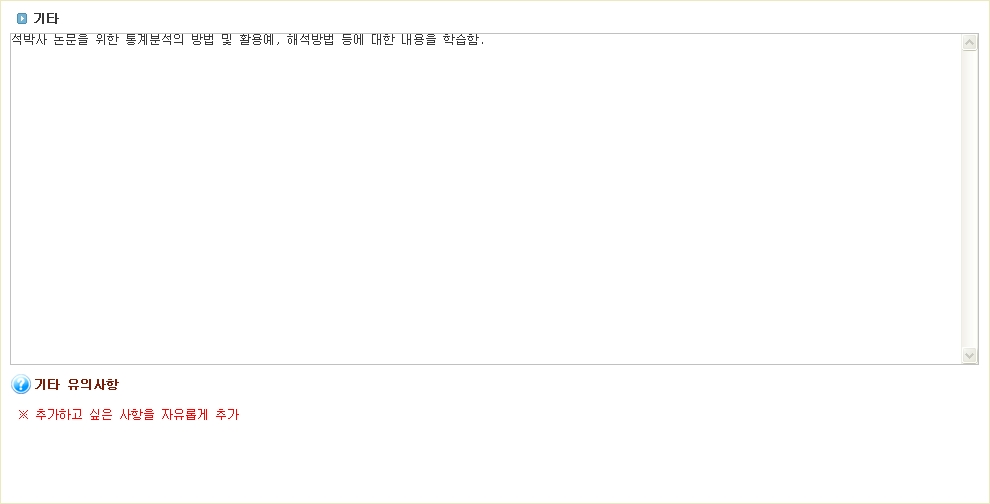 기타
석박사 논문을 위한 통계분석의 방법 및 활용예, 해석방법 등에 대한 내용을 학습함.
기타 유의사항
※ 추가하고 싶은 사항을 자유롭게 추가